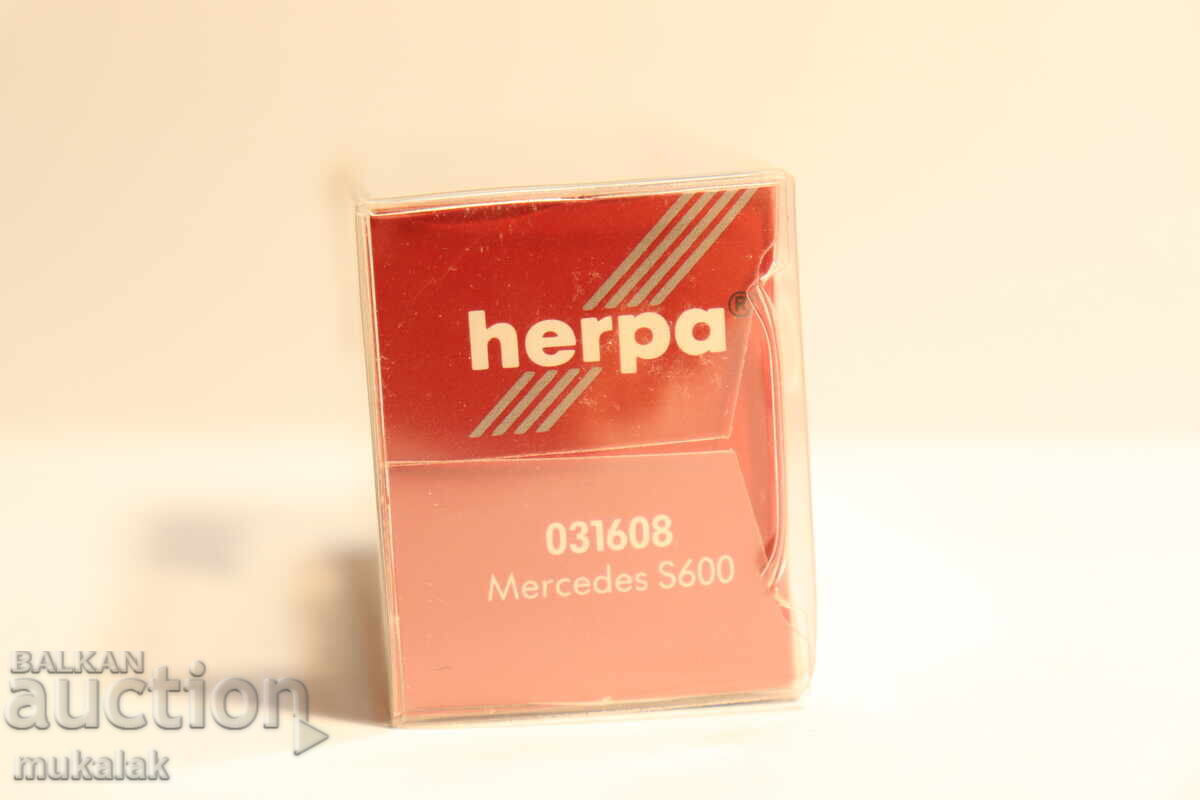 herpa®
031608
Mercedes S600
BALKAN
auction
mukalak